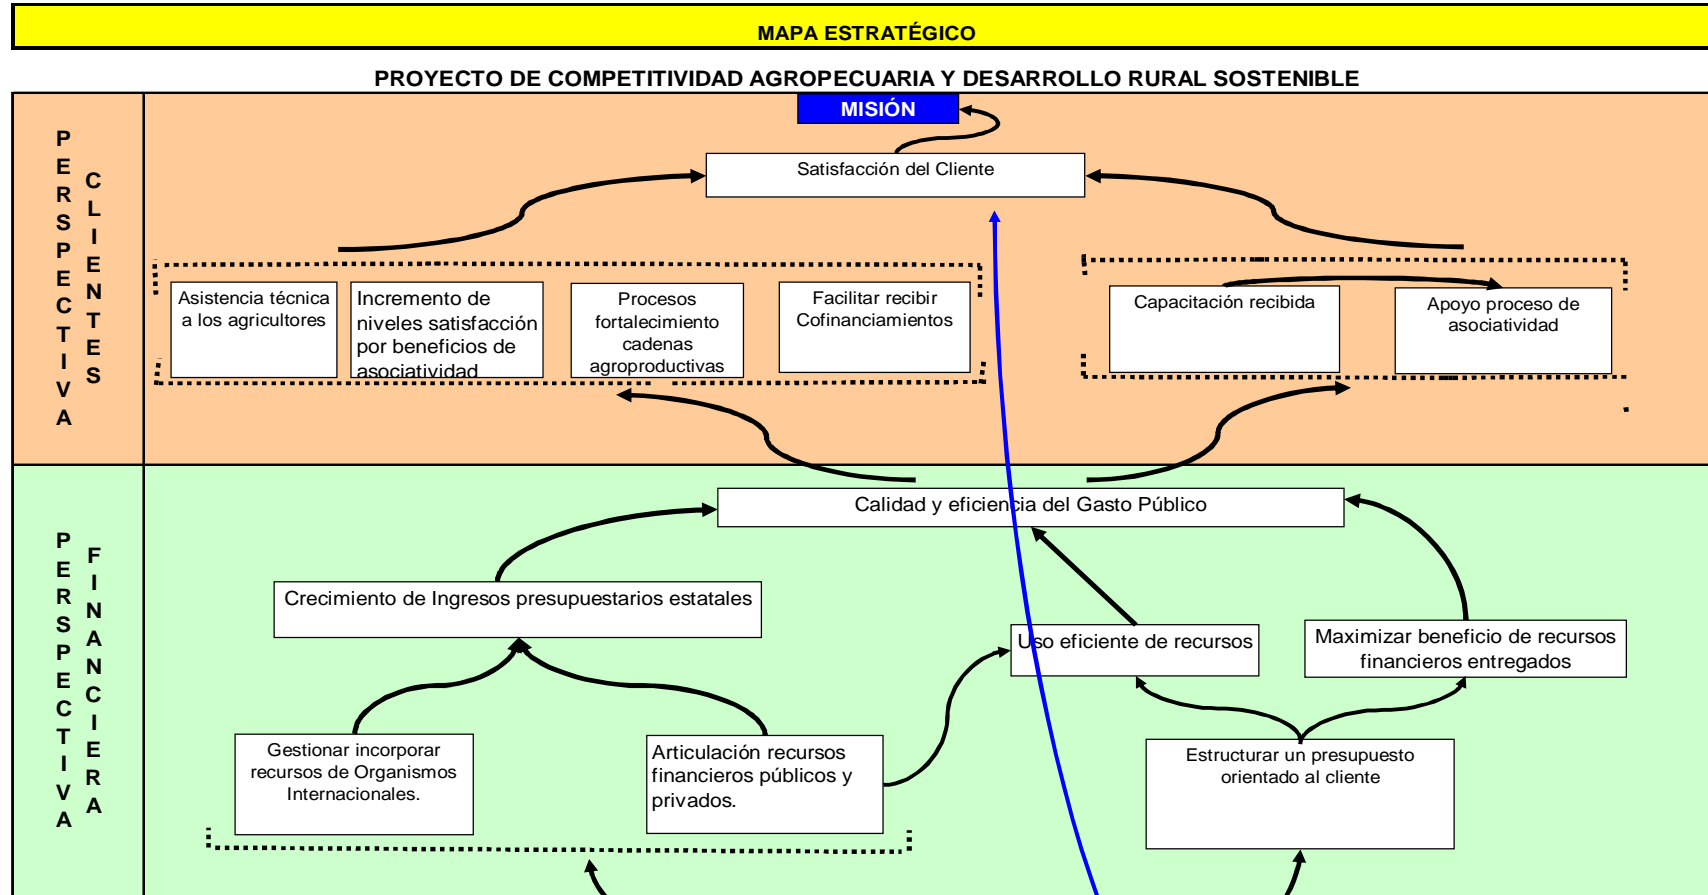 MAPA ESTRATÉGICO
PROYECTO DE COMPETITIVIDAD AGROPECUARIA Y DESARROLLO RURAL SOSTENIBLE
PERSPECTIVA
CLIENTES
MISIÓN
Satisfacción del Cliente
Asistencia técnica
a los agricultores
Incremento de
niveles satisfacción
por beneficios de
asociatividad
Procesos
fortalecimiento
cadenas
agroproductivas
Facilitar recibir
Cofinanciamientos
Capacitación recibida
Apoyo proceso de
asociatividad
PERSPECTIVA
FINANCIERA
Calidad y eficiencia del Gasto Público
Crecimiento de Ingresos presupuestarios estatales
Uso eficiente de recursos
Maximizar beneficio de recursos
financieros entregados
Gestionar incorporar
recursos de Organismos
Internacionales.
Articulación recursos
financieros públicos y
privados.
Estructurar un presupuesto
orientado al cliente